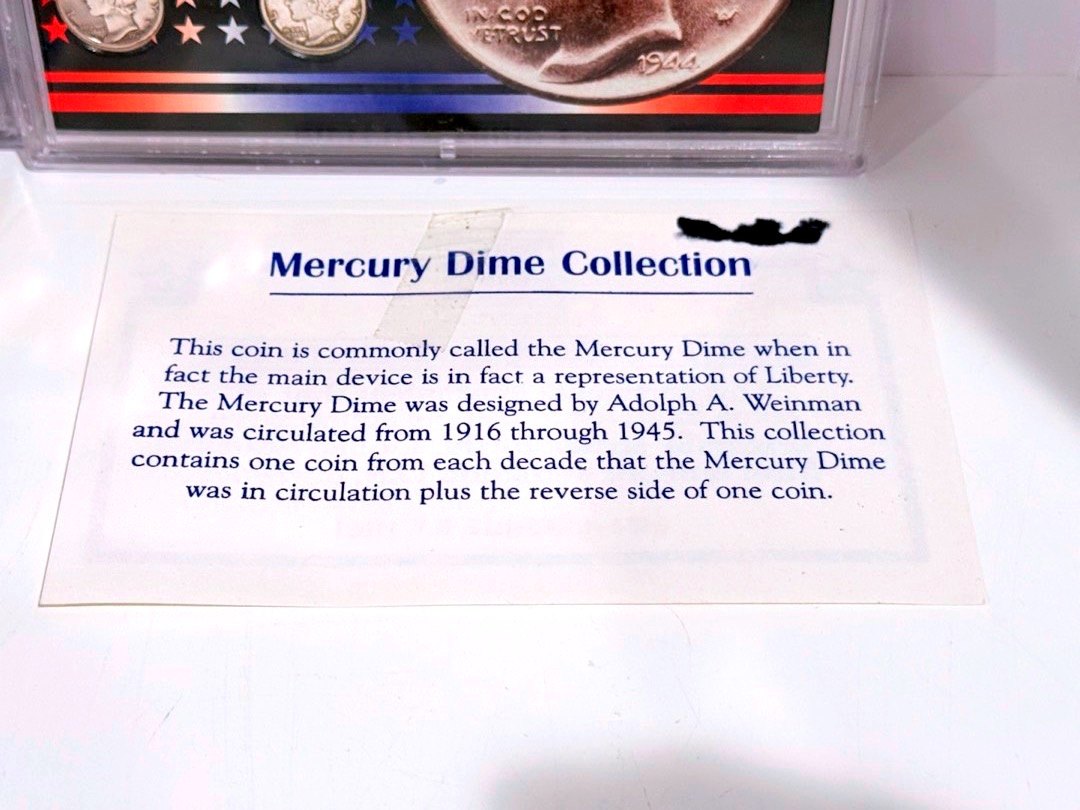 IN GOD
WE TRUST
1944
Mercury Dime Collection
This coin is commonly called the Mercury Dime when in
fact the main device is in fact a representation of Liberty.
The Mercury Dime was designed by Adolph A. Weinman
and was circulated from 1916 through 1945. This collection
contains one coin from each decade that the Mercury Dime
was in circulation plus the reverse side of one coin.